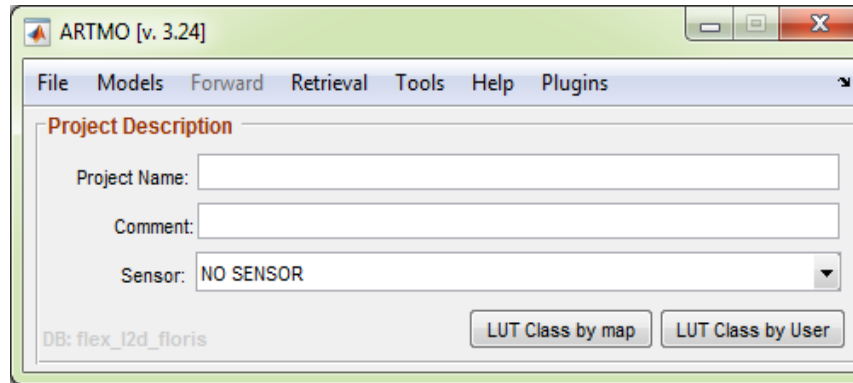 ARTMO [v. 3.24]
File Models Forward Retrieval Tools Help Plugins
Project Description
Project Name:
Comment:
Sensor: NO SENSOR
DB: flex_l2d_floris LUT Class by map LUT Class by User